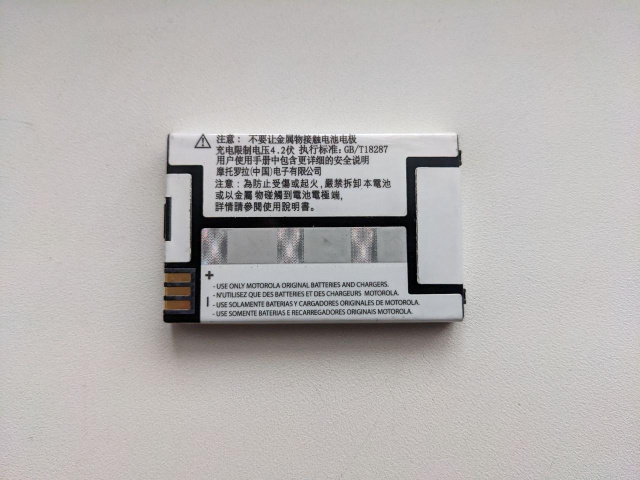 注意： 不要让金属物接触电池电极
充电限制电压4.2伏 执行标准：GB/T18287
用户使用手册中包含更详细的安全说明
摩托罗拉(中国)电子有限公司
注意：為防止受傷或起火，嚴禁拆卸本電池
或以金屬物碰觸到電池電極端，
詳情請參閱使用說明書。
+
- USE ONLY MOTOROLA ORIGINAL BATTERIES AND CHARGERS.
- N'UTILISEZ QUE DES BATTERIES ET DES CHARGEURS MOTOROLA.
- USE SOLAMENTE BATERIAS Y CARGADORES ORIGINALES DE MOTOROLA.
- USE SOMENTE BATERIAS E RECARREGADORES ORIGINAIS MOTOROLA.